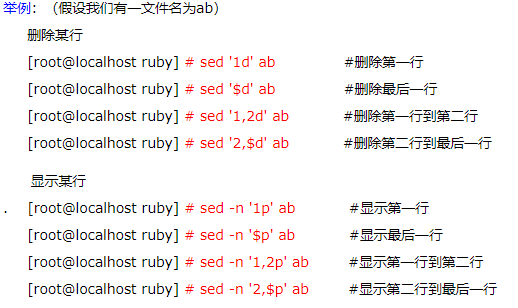 举例：（假设我们有一文件名为ab）
删除某行
[root@localhost ruby] # sed '1d' ab #删除第一行
[root@localhost ruby] # sed '$d' ab #删除最后一行
[root@localhost ruby] # sed '1,2d' ab #删除第一行到第二行
[root@localhost ruby] # sed '2,$d' ab #删除第二行到最后一行
显示某行
. [root@localhost ruby] # sed -n '1p' ab #显示第一行
[root@localhost ruby] # sed -n '$p' ab #显示最后一行
[root@localhost ruby] # sed -n '1,2p' ab #显示第一行到第二行
[root@localhost ruby] # sed -n '2,$p' ab #显示第二行到最后一行